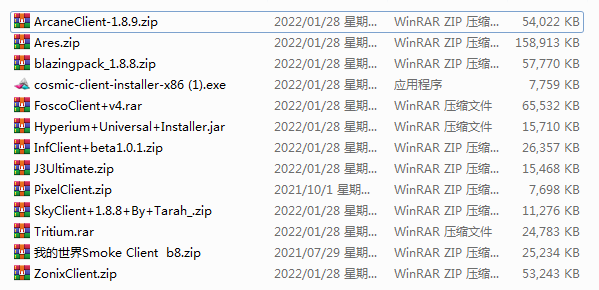 ArcaneClient-1.8.9.zip 2022/01/28 星期... WinRAR ZIP 压缩... 54,022 KB
Ares.zip 2022/01/28 星期... WinRAR ZIP 压缩... 158,913 KB
blazingpack_1.8.8.zip 2022/01/28 星期... WinRAR ZIP 压缩... 57,770 KB
cosmic-client-installer-x86 (1).exe 2022/01/28 星期... 应用程序 7,759 KB
FoscoClient+v4.rar 2022/01/28 星期... WinRAR 压缩文件 65,532 KB
Hyperium+Universal+Installer.jar 2022/01/28 星期... WinRAR 压缩文件 15,710 KB
InfClient+beta1.0.1.zip 2022/01/28 星期... WinRAR ZIP 压缩... 26,357 KB
J3Ultimate.zip 2022/01/28 星期... WinRAR ZIP 压缩... 15,468 KB
PixelClient.zip 2021/10/1 星期... WinRAR ZIP 压缩... 7,698 KB
SkyClient+1.8.8+By+Tarah_.zip 2022/01/28 星期... WinRAR ZIP 压缩... 11,276 KB
Tritium.rar 2022/01/28 星期... WinRAR 压缩文件 24,783 KB
我的世界Smoke Client  b8.zip 2021/07/29 星期... WinRAR ZIP 压缩... 25,234 KB
ZonixClient.zip 2022/01/28 星期... WinRAR ZIP 压缩... 53,243 KB